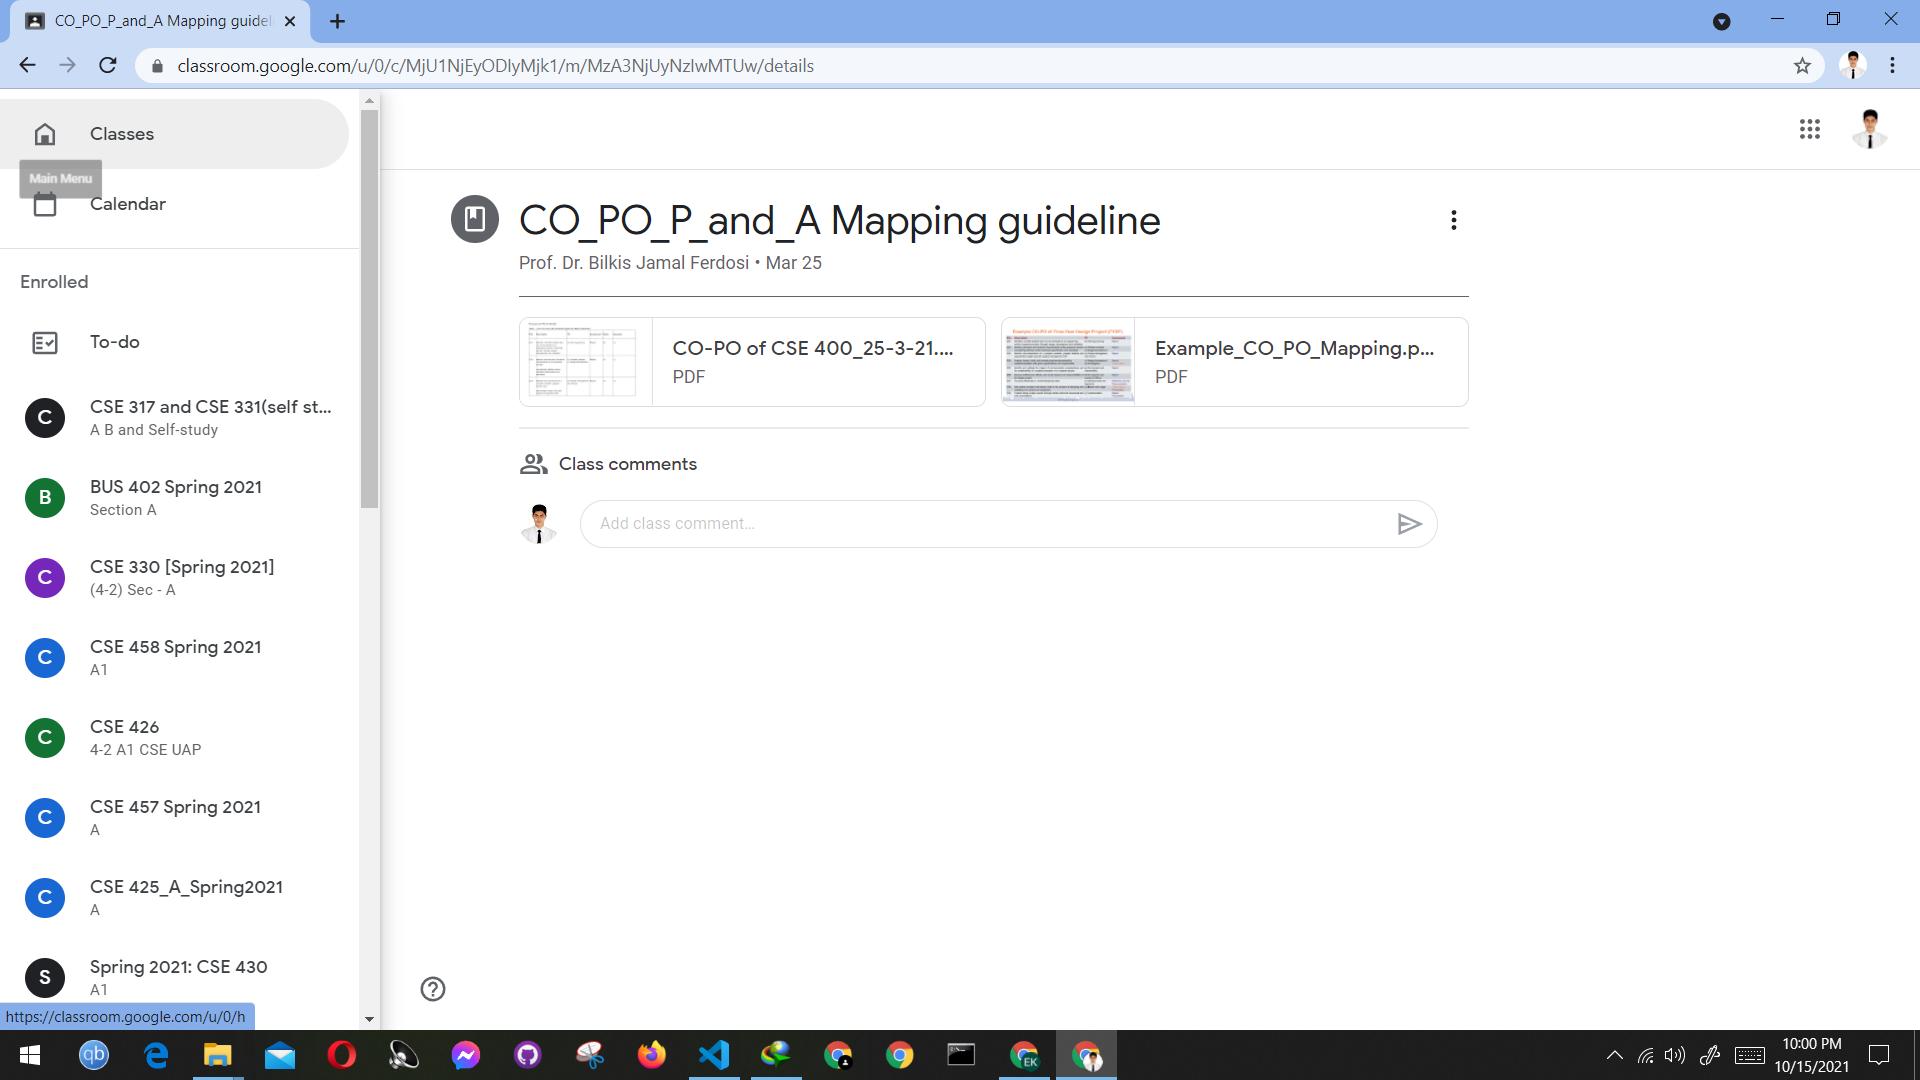 CO_PO_P_and_A Mapping guidel
classroom.google.com/u/0/c/MjU1NjEyODIyMjk1/m/MzA3NjUyNzIwMTUw/details
Classes
Main Menu
Calendar
Enrolled
To-do
C
CSE 317 and CSE 331(self st...
A B and Self-study
B
BUS 402 Spring 2021
Section A
C
CSE 330 [Spring 2021]
(4-2) Sec - A
C
CSE 458 Spring 2021
A1
C
CSE 426
4-2 A1 CSE UAP
C
CSE 457 Spring 2021
A
C
CSE 425_A_Spring2021
A
S
Spring 2021: CSE 430
A1
https://classroom.google.com/u/0/h
CO_PO_P_and_A Mapping guideline
Prof. Dr. Bilkis Jamal Ferdosi • Mar 25
CO-PO of CSE 400_25-3-21....
PDF
Example_CO_PO_Mapping.p...
PDF
Class comments
Add class comment...
qb
EK
10:00 PM
10/15/2021